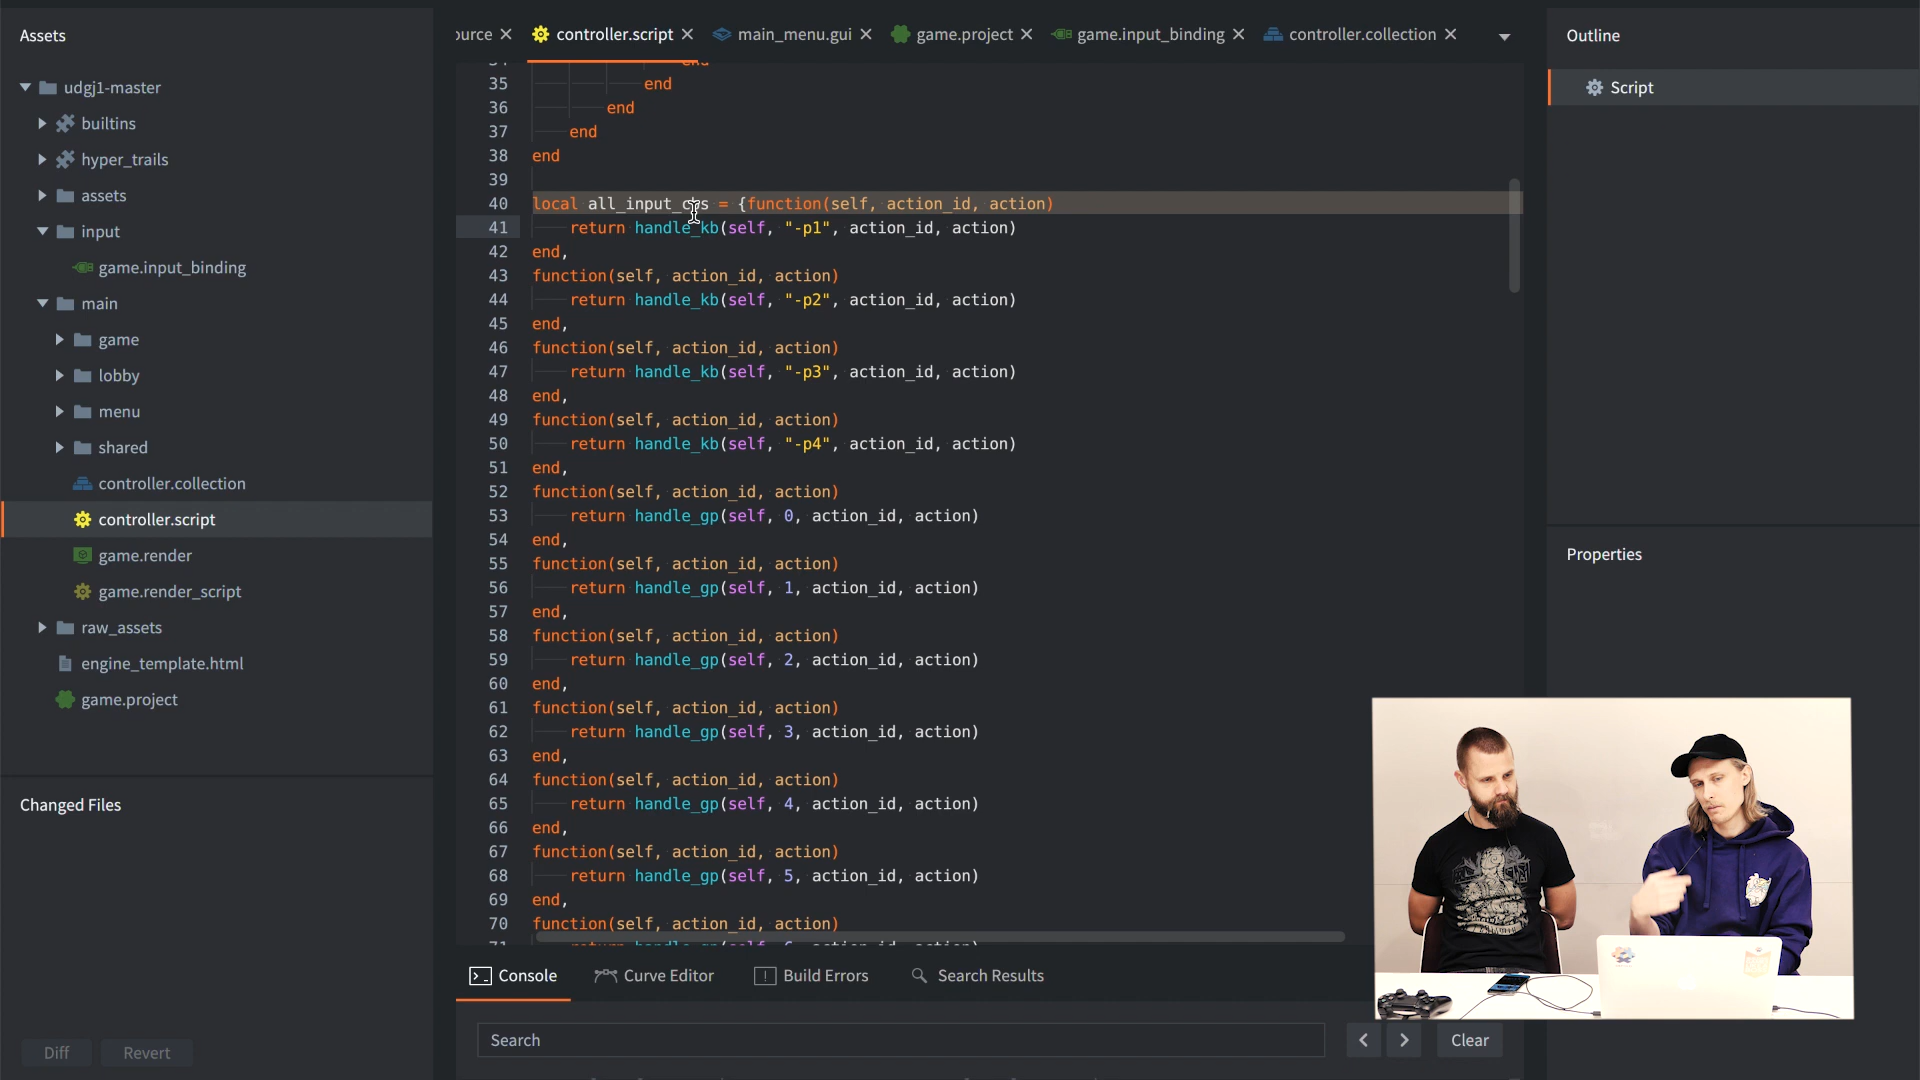 Assets
udgj1-master
builtins
hyper_trails
assets
input
game.input_binding
main
game
lobby
menu
shared
controller.collection
controller.script
game.render
game.render_script
raw_assets
engine_template.html
game.project
Changed Files
Diff Revert
ource controller.script main_menu.gui game.project game.input_binding controller.collection
34 end
35 end
36 end
37 end
38 end
39
40 local all_input_cbs = {function(self, action_id, action)
41 return handle_kb(self, "-p1", action_id, action)
42 end,
43 function(self, action_id, action)
44 return handle_kb(self, "-p2", action_id, action)
45 end,
46 function(self, action_id, action)
47 return handle_kb(self, "-p3", action_id, action)
48 end,
49 function(self, action_id, action)
50 return handle_kb(self, "-p4", action_id, action)
51 end,
52 function(self, action_id, action)
53 return handle_gp(self, 0, action_id, action)
54 end,
55 function(self, action_id, action)
56 return handle_gp(self, 1, action_id, action)
57 end,
58 function(self, action_id, action)
59 return handle_gp(self, 2, action_id, action)
60 end,
61 function(self, action_id, action)
62 return handle_gp(self, 3, action_id, action)
63 end,
64 function(self, action_id, action)
65 return handle_gp(self, 4, action_id, action)
66 end,
67 function(self, action_id, action)
68 return handle_gp(self, 5, action_id, action)
69 end,
70 function(self, action_id, action)
71 return handle_gp(self, 6, action_id, action)
Console Curve Editor Build Errors Search Results
Search Clear
Outline
Script
Properties